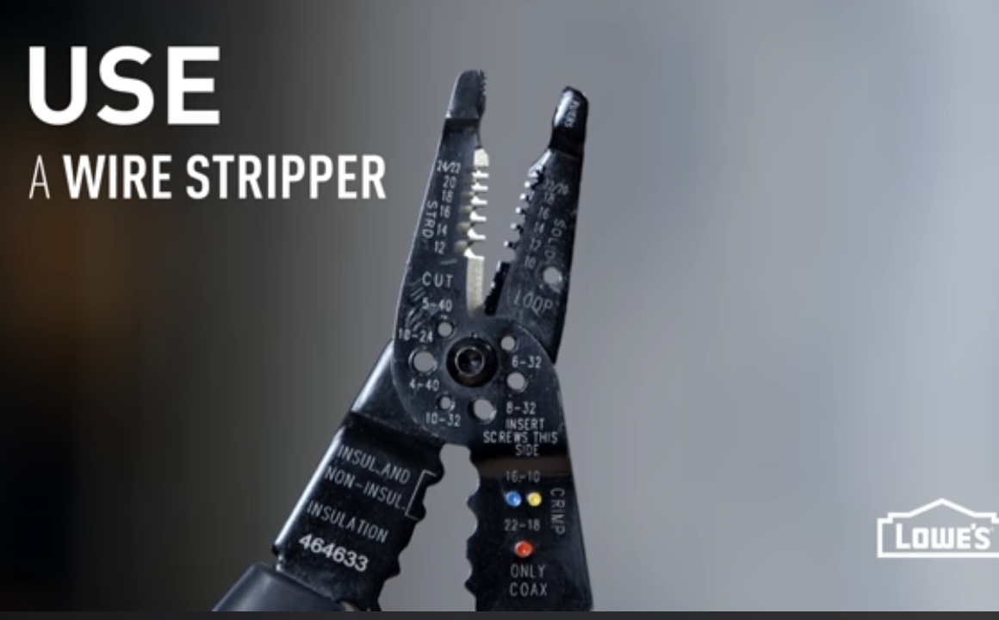 USE
A WIRE STRIPPER
24/22
20
18
16
14
12
STRD
CUT
22/20
18
16
14
12
10
SOLID
LOOP
5-40
10-24
4-40
10-32
6-32
8-32
INSERT
SCREWS THIS
SIDE
INSUL.AND
NON-INSUL.
INSULATION
464633
16-10
22-18
CRIMP
ONLY
COAX
LOWE'S